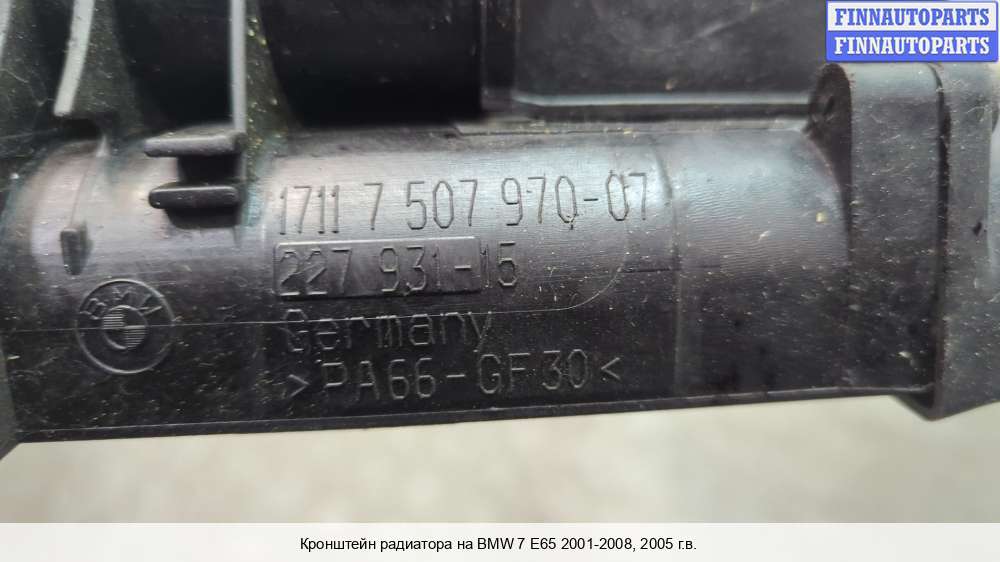 FINNAUTOPARTS
FINNAUTOPARTS
1711 7 507 970-07
227 931-15
BMW
Germany
>PA66-GF30<
Кронштейн радиатора на BMW 7 E65 2001-2008, 2005 г.в.